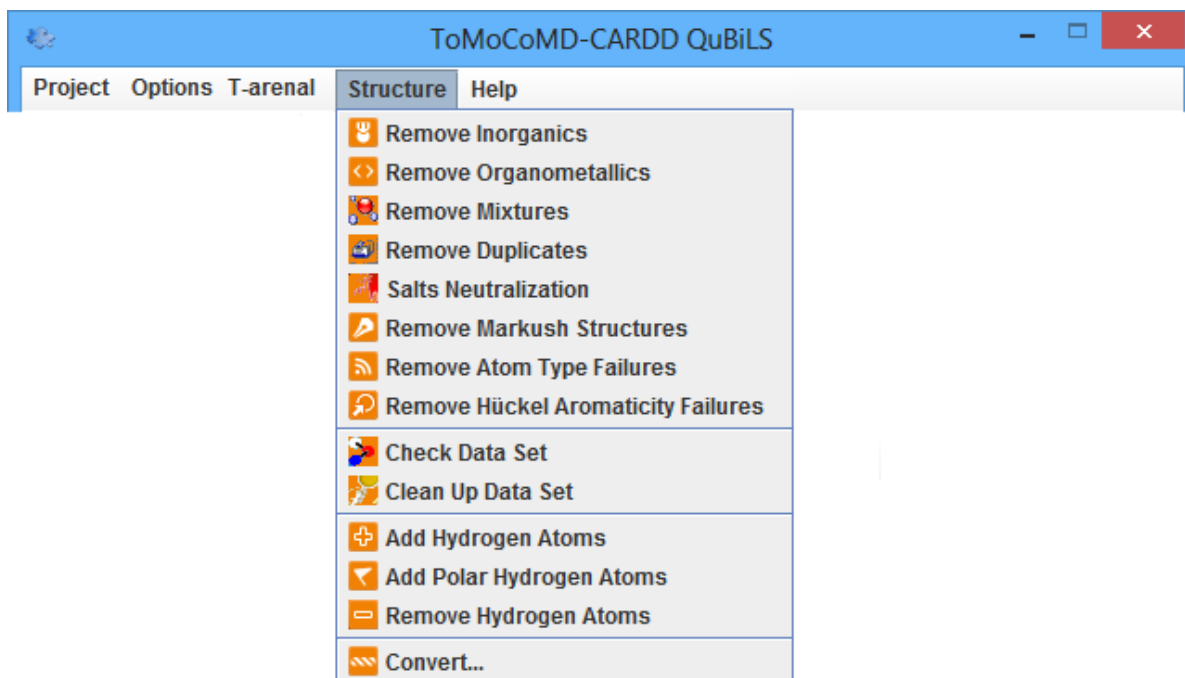 ToMoCoMD-CARDD QuBiLS
Project Options T-arenal Structure Help
Remove Inorganics
Remove Organometallics
Remove Mixtures
Remove Duplicates
Salts Neutralization
Remove Markush Structures
Remove Atom Type Failures
Remove Hückel Aromaticity Failures
Check Data Set
Clean Up Data Set
Add Hydrogen Atoms
Add Polar Hydrogen Atoms
Remove Hydrogen Atoms
Convert...